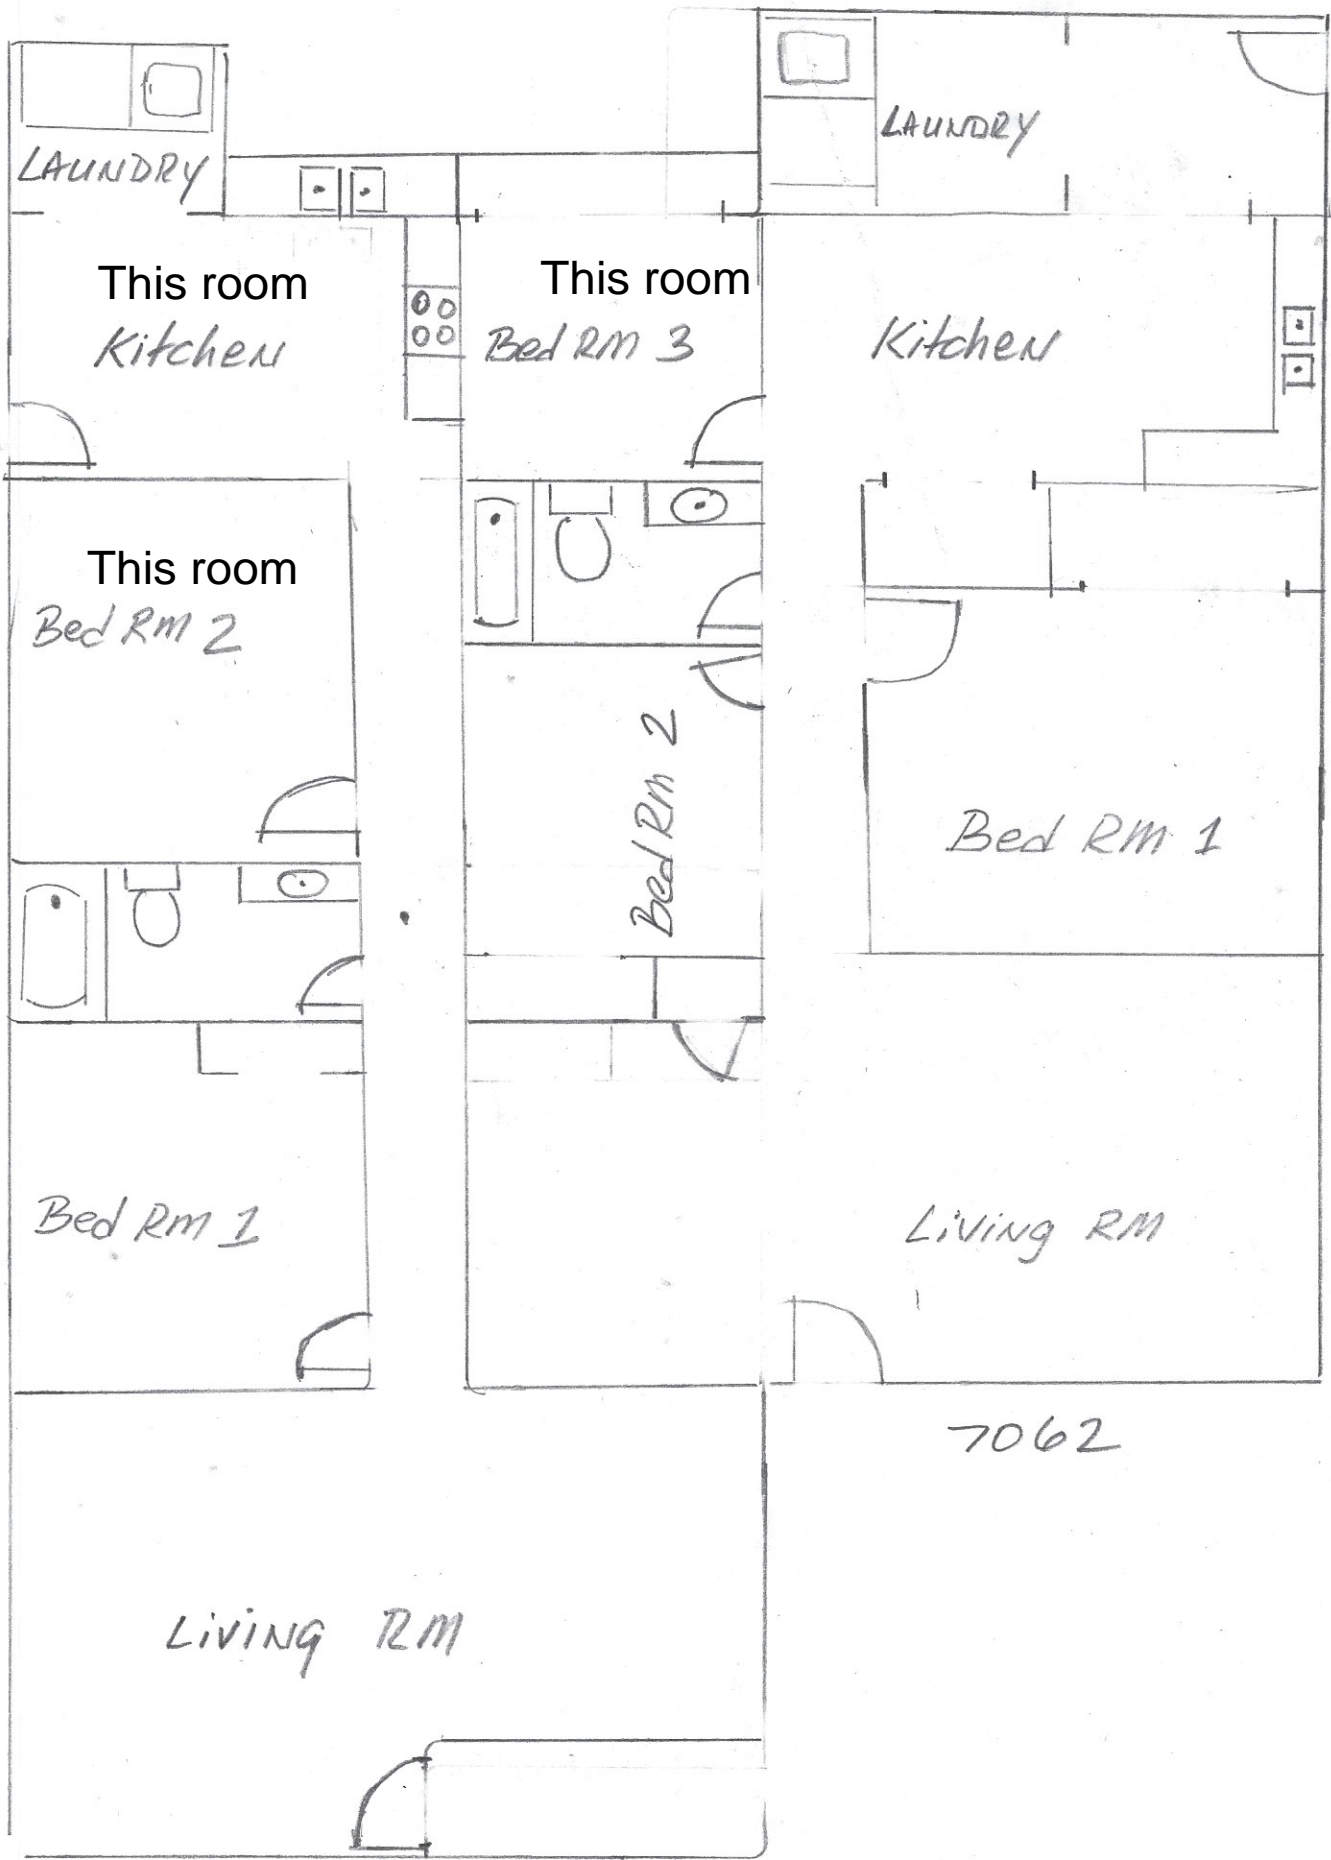 LAUNDRY
LAUNDRY
This room
Kitchen
This room
Bed RM 3
Kitchen
This room
Bed RM 2
Bed Rm 2
Bed RM 1
Bed Rm 1
Living RM
7062
Living RM